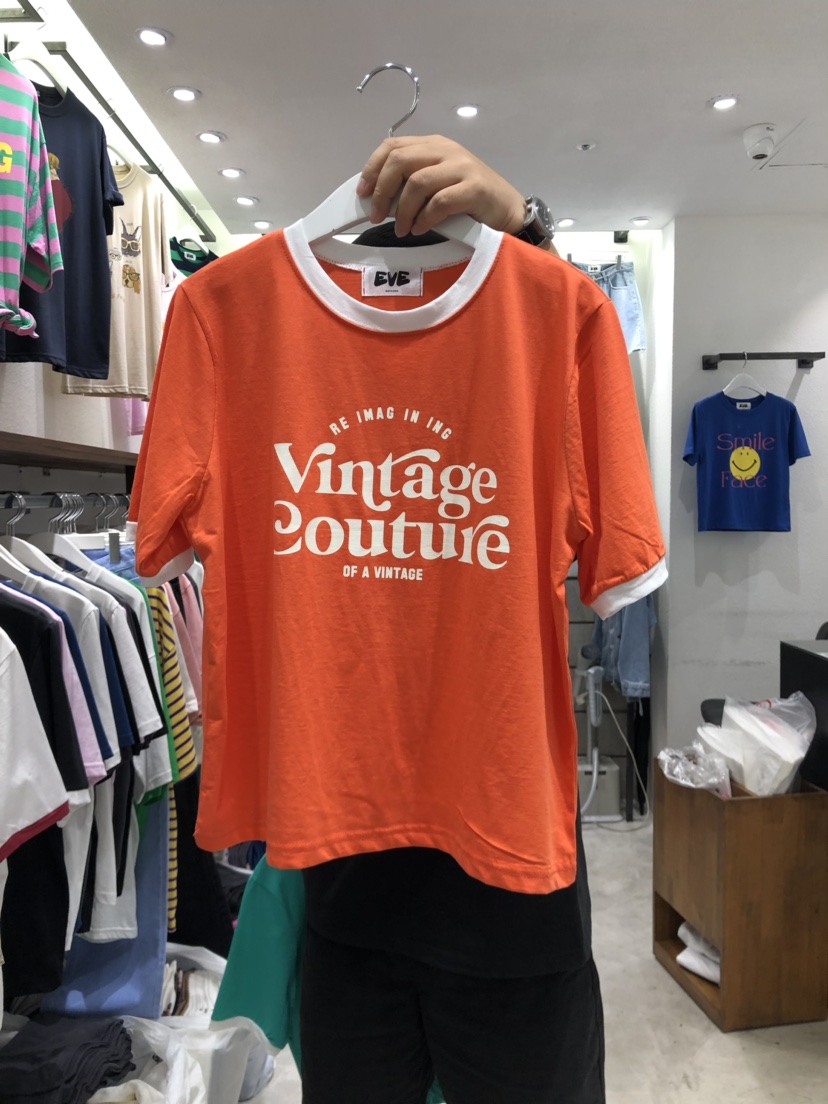 EVE
RE IMAG IN ING
Vintage
Couture
OF A VINTAGE
G
EVE
Smile
Face